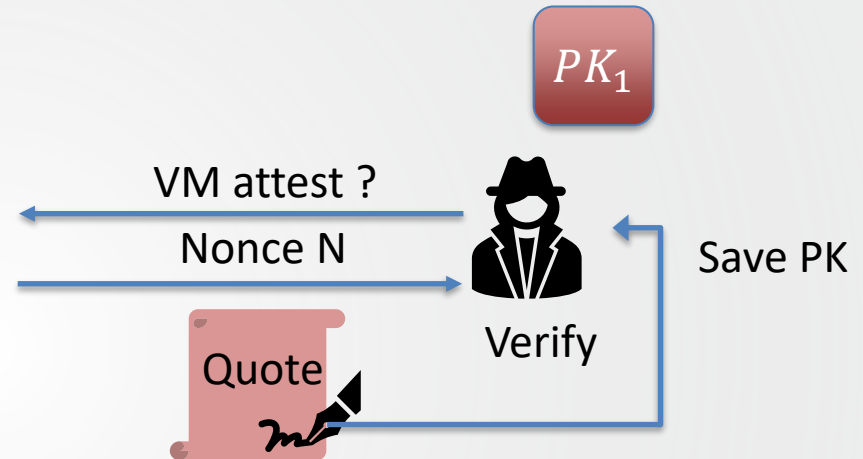 PK₁
VM attest ?
Nonce N
Save PK
Verify
Quote